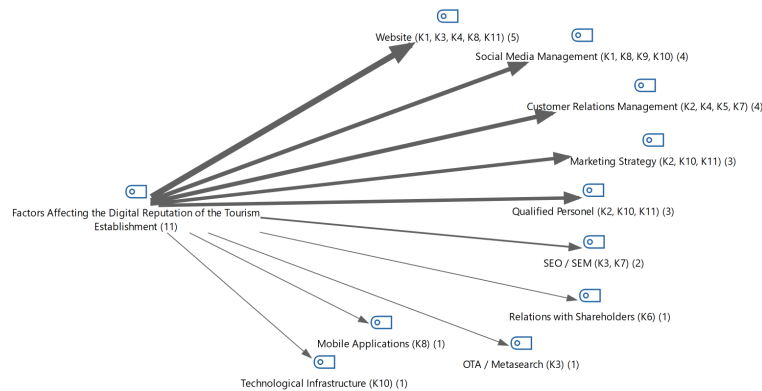 Website (K1, K3, K4, K8, K11) (5)
Social Media Management (K1, K8, K9, K10) (4)
Customer Relations Management (K2, K4, K5, K7) (4)
Marketing Strategy (K2, K10, K11) (3)
Qualified Personel (K2, K10, K11) (3)
Factors Affecting the Digital Reputation of the Tourism
Establishment (11)
SEO / SEM (K3, K7) (2)
Relations with Shareholders (K6) (1)
Mobile Applications (K8) (1)
OTA / Metasearch (K3) (1)
Technological Infrastructure (K10) (1)